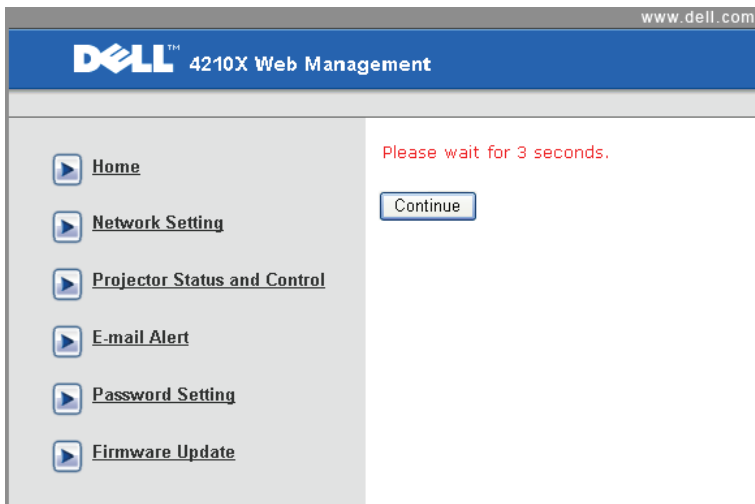 www.dell.com
DELL™ 4210X Web Management
Home
Network Setting
Projector Status and Control
E-mail Alert
Password Setting
Firmware Update
Please wait for 3 seconds.
Continue